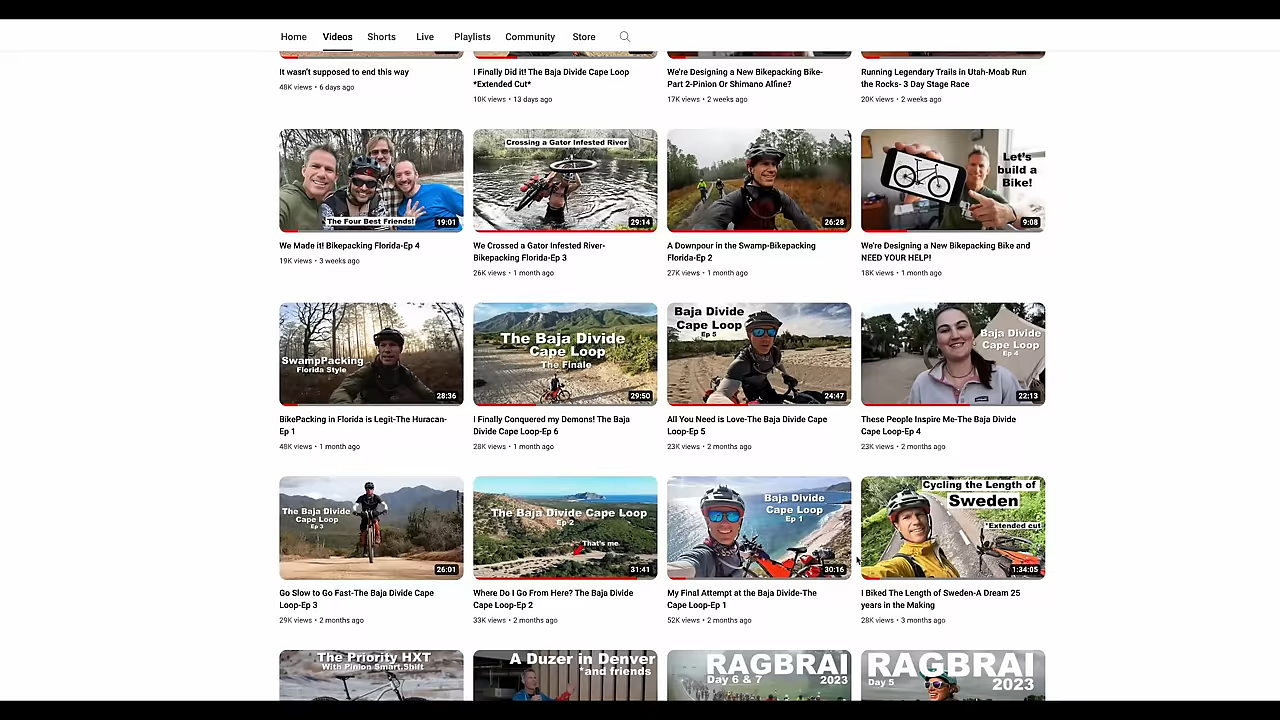 Home Videos Shorts Live Playlists Community Store
It wasn't supposed to end this way
48K views • 6 days ago
I Finally Did it! The Baja Divide Cape Loop
*Extended Cut*
10K views • 13 days ago
We're Designing a New Bikepacking Bike-
Part 2-Pinion Or Shimano Alfine?
17K views • 2 weeks ago
Running Legendary Trails in Utah-Moab Run
the Rocks- 3 Day Stage Race
20K views • 2 weeks ago
The Four Best Friends!
19:01
We Made it! Bikepacking Florida-Ep 4
19K views • 3 weeks ago
Crossing a Gator Infested River
29:14
We Crossed a Gator Infested River-
Bikepacking Florida-Ep 3
26K views • 1 month ago
26:28
A Downpour in the Swamp-Bikepacking
Florida-Ep 2
27K views • 1 month ago
Let's
build a
Bike!
9:08
We're Designing a New Bikepacking Bike and
NEED YOUR HELP!
18K views • 1 month ago
SwampPacking
Florida Style
28:36
BikePacking in Florida is Legit-The Huracan-
Ep 1
48K views • 1 month ago
The Baja Divide
Cape Loop
The Finale
29:50
I Finally Conquered my Demons! The Baja
Divide Cape Loop-Ep 6
28K views • 1 month ago
Baja Divide
Cape Loop
Ep 5
24:47
All You Need is Love-The Baja Divide Cape
Loop-Ep 5
23K views • 2 months ago
Baja Divide
Cape Loop
Ep 4
22:13
These People Inspire Me-The Baja Divide
Cape Loop-Ep 4
23K views • 2 months ago
The Baja Divide
Cape Loop
Ep 3
26:01
Go Slow to Go Fast-The Baja Divide Cape
Loop-Ep 3
29K views • 2 months ago
The Baja Divide Cape Loop
Ep 2
That's me
31:41
Where Do I Go From Here? The Baja Divide
Cape Loop-Ep 2
33K views • 2 months ago
Baja Divide
Cape Loop
Ep 1
30:16
My Final Attempt at the Baja Divide-The
Cape Loop-Ep 1
52K views • 2 months ago
Cycling the Length of
Sweden
*Extended cut
1:34:05
I Biked The Length of Sweden-A Dream 25
years in the Making
28K views • 3 months ago
The Priority HXT
With Pinion Smart.Shift
A Duzer in Denver
*and friends
RAGBRAI
Day 6 & 7 2023
RAGBRAI
Day 5 2023